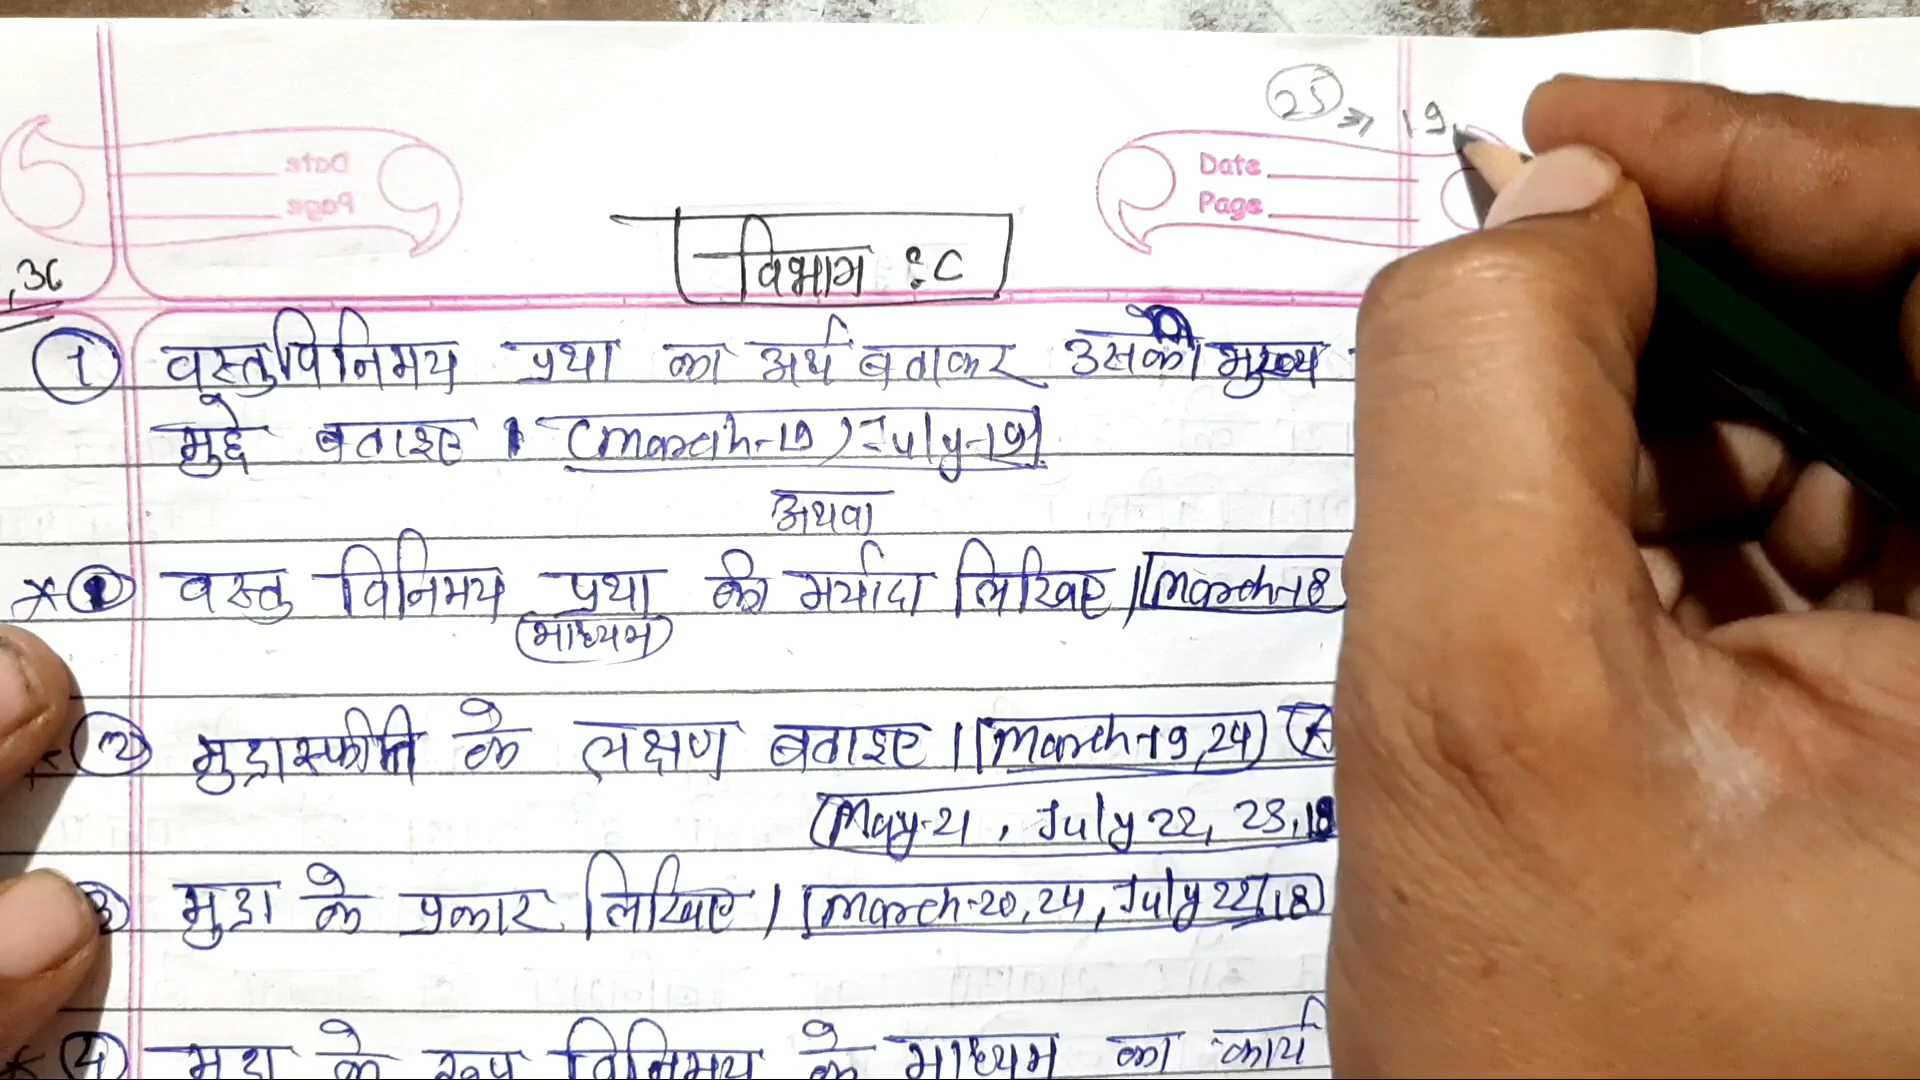 25 ⇒ 19
Date
Page
Date
Page
विभाग : C
,36
1 वस्तुविनिमय प्रथा का अर्थ बताकर उसकी मुख्य
मुद्दे बताइए । (March-19) July-19)
अथवा
* 1 वस्तु विनिमय प्रथा की मर्यादा लिखिए | March-18
(माध्यम)
2 मुद्रास्फीति के लक्षण बताइए | (March-19,24)
(May-21, July 22, 23, 18
3 मुद्रा के प्रकार लिखिए | (March-20,24, July 22, 18)
* 4 मुद्रा के रूप विनिमय के माध्यम का कार्य